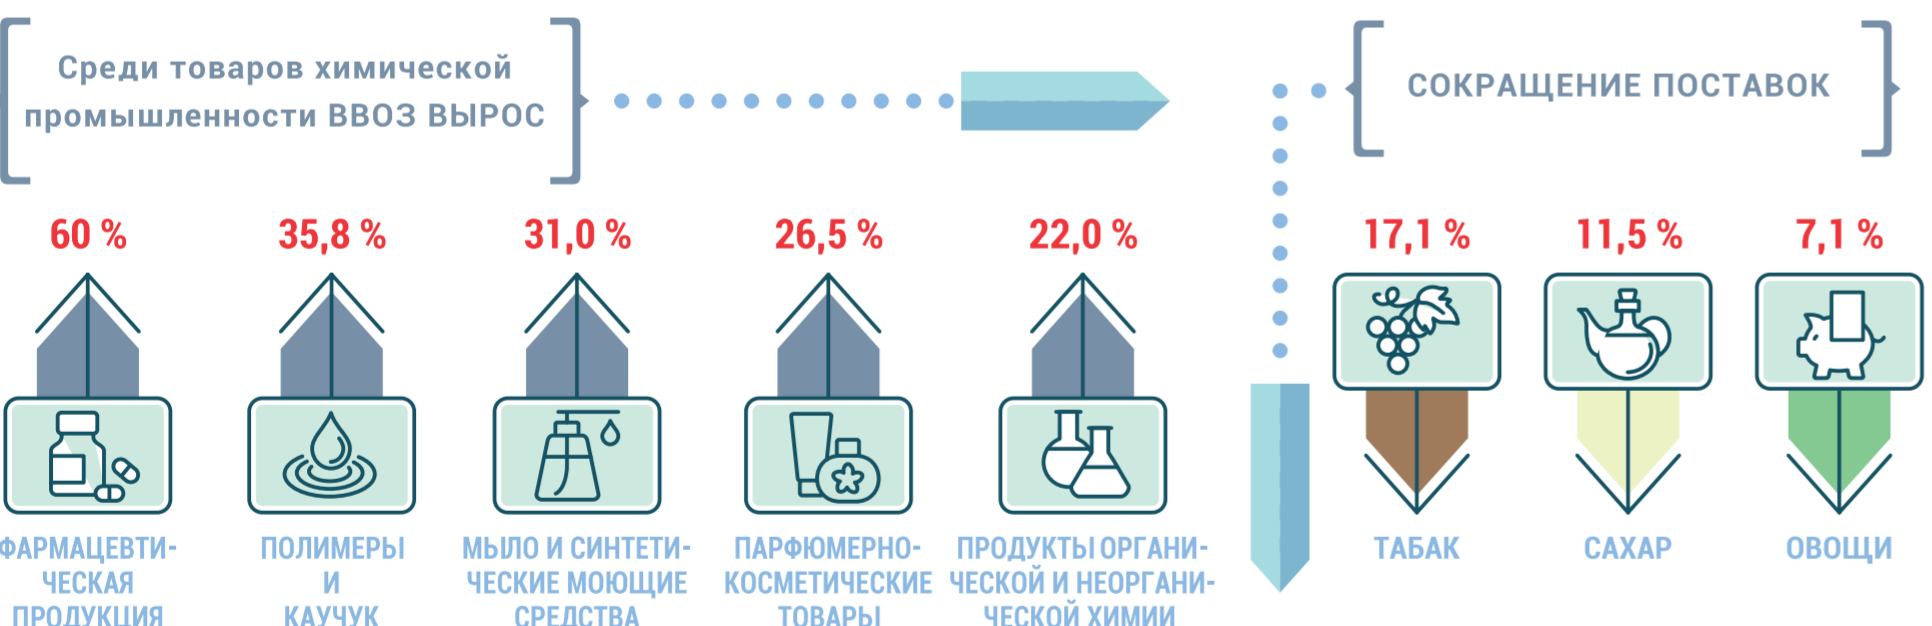 Среди товаров химической
промышленности ВВОЗ ВЫРОС
СОКРАЩЕНИЕ ПОСТАВОК
60 %
35,8 %
31,0 %
26,5 %
22,0 %
17,1 %
11,5 %
7,1 %
ФАРМАЦЕВТИ-
ЧЕСКАЯ
ПРОДУКЦИЯ
ПОЛИМЕРЫ
И
КАУЧУК
МЫЛО И СИНТЕТИ-
ЧЕСКИЕ МОЮЩИЕ
СРЕДСТВА
ПАРФЮМЕРНО-
КОСМЕТИЧЕСКИЕ
ТОВАРЫ
ПРОДУКТЫ ОРГАНИ-
ЧЕСКОЙ И НЕОРГАНИ-
ЧЕСКОЙ ХИМИИ
ТАБАК
САХАР
ОВОЩИ